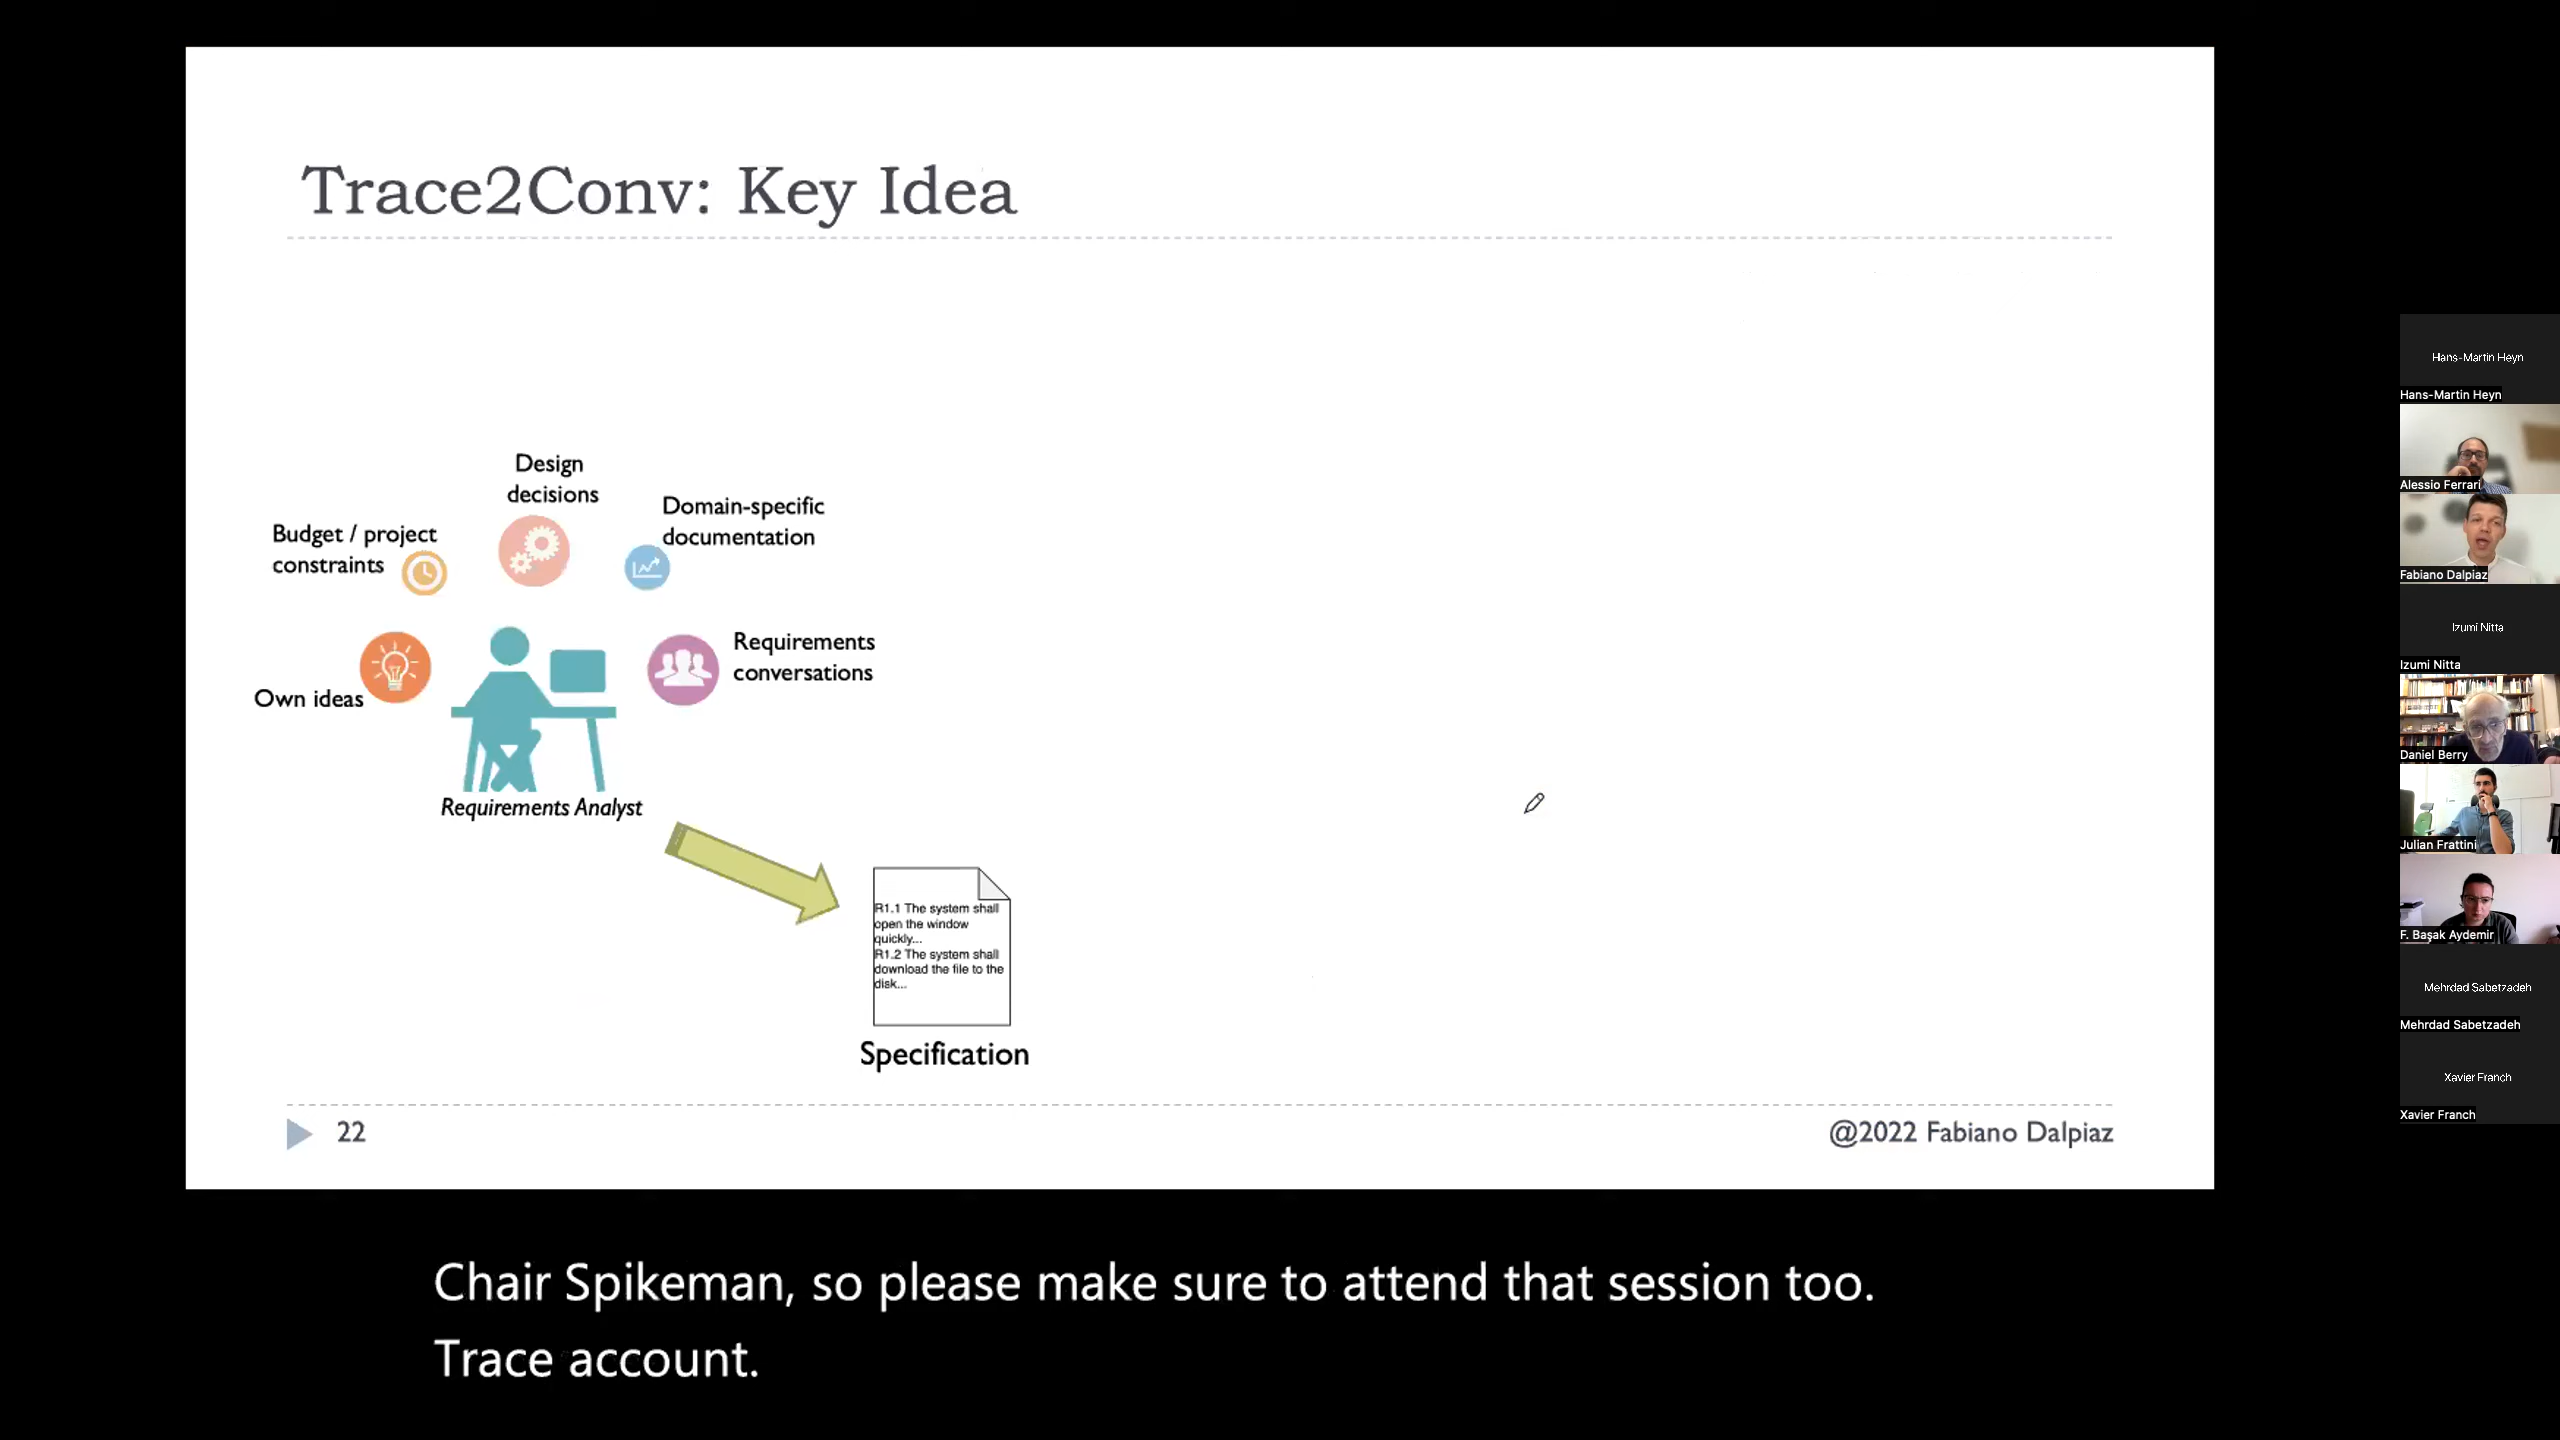 Trace2Conv: Key Idea
Design
decisions
Domain-specific
documentation
Budget / project
constraints
Requirements
conversations
Own ideas
Requirements Analyst
R1.1 The system shall
open the window
quickly...
R1.2 The system shall
download the file to the
disk...
Specification
22
@2022 Fabiano Dalpiaz
Hans-Martin Heyn
Hans-Martin Heyn
Alessio Ferrari
Fabiano Dalpiaz
Izumi Nitta
Izumi Nitta
Daniel Berry
Julian Frattini
F. Başak Aydemir
Mehrdad Sabetzadeh
Mehrdad Sabetzadeh
Xavier Franch
Xavier Franch
Chair Spikeman, so please make sure to attend that session too.
Trace account.